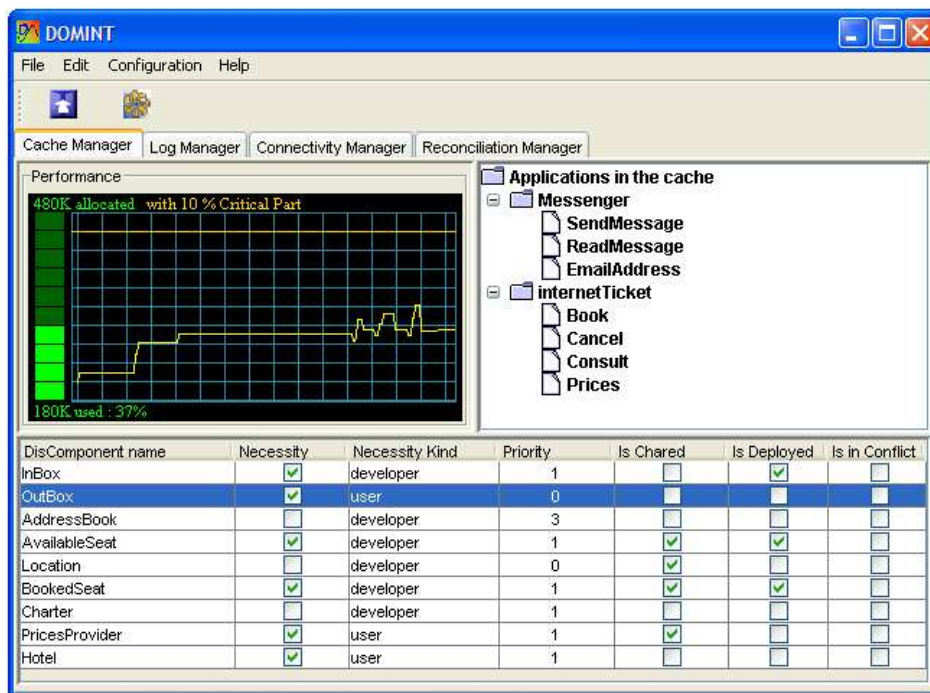 DOMINT
File Edit Configuration Help
Cache Manager Log Manager Connectivity Manager Reconciliation Manager
Performance
480K allocated with 10 % Critical Part
180K used : 37%
Applications in the cache
Messenger
SendMessage
ReadMessage
EmailAddress
internetTicket
Book
Cancel
Consult
Prices
DisComponent name Necessity Necessity Kind Priority Is Shared Is Deployed Is in Conflict
InBox developer 1
OutBox user 0
AddressBook developer 3
AvailableSeat developer 1
Location developer 0
BookedSeat developer 1
Charter developer 1
PricesProvider user 1
Hotel user 1